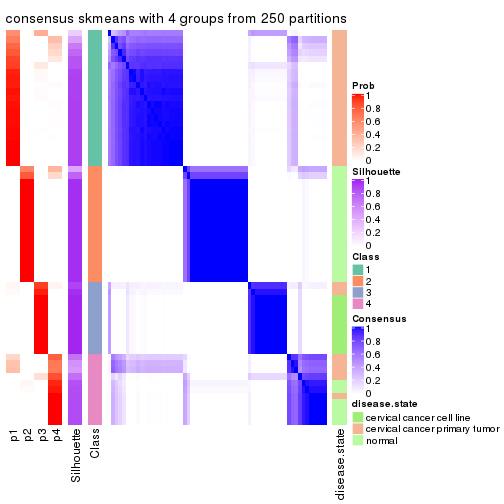 consensus skmeans with 4 groups from 250 partitions
Prob
1
0.8
0.6
0.4
0.2
0
Silhouette
1
0.8
0.6
0.4
0.2
0
Class
1
2
3
4
Consensus
1
0.8
0.6
0.4
0.2
0
disease.state
cervical cancer cell line
cervical cancer primary tumor
normal
p1
p2
p3
p4
Silhouette
Class
disease.state